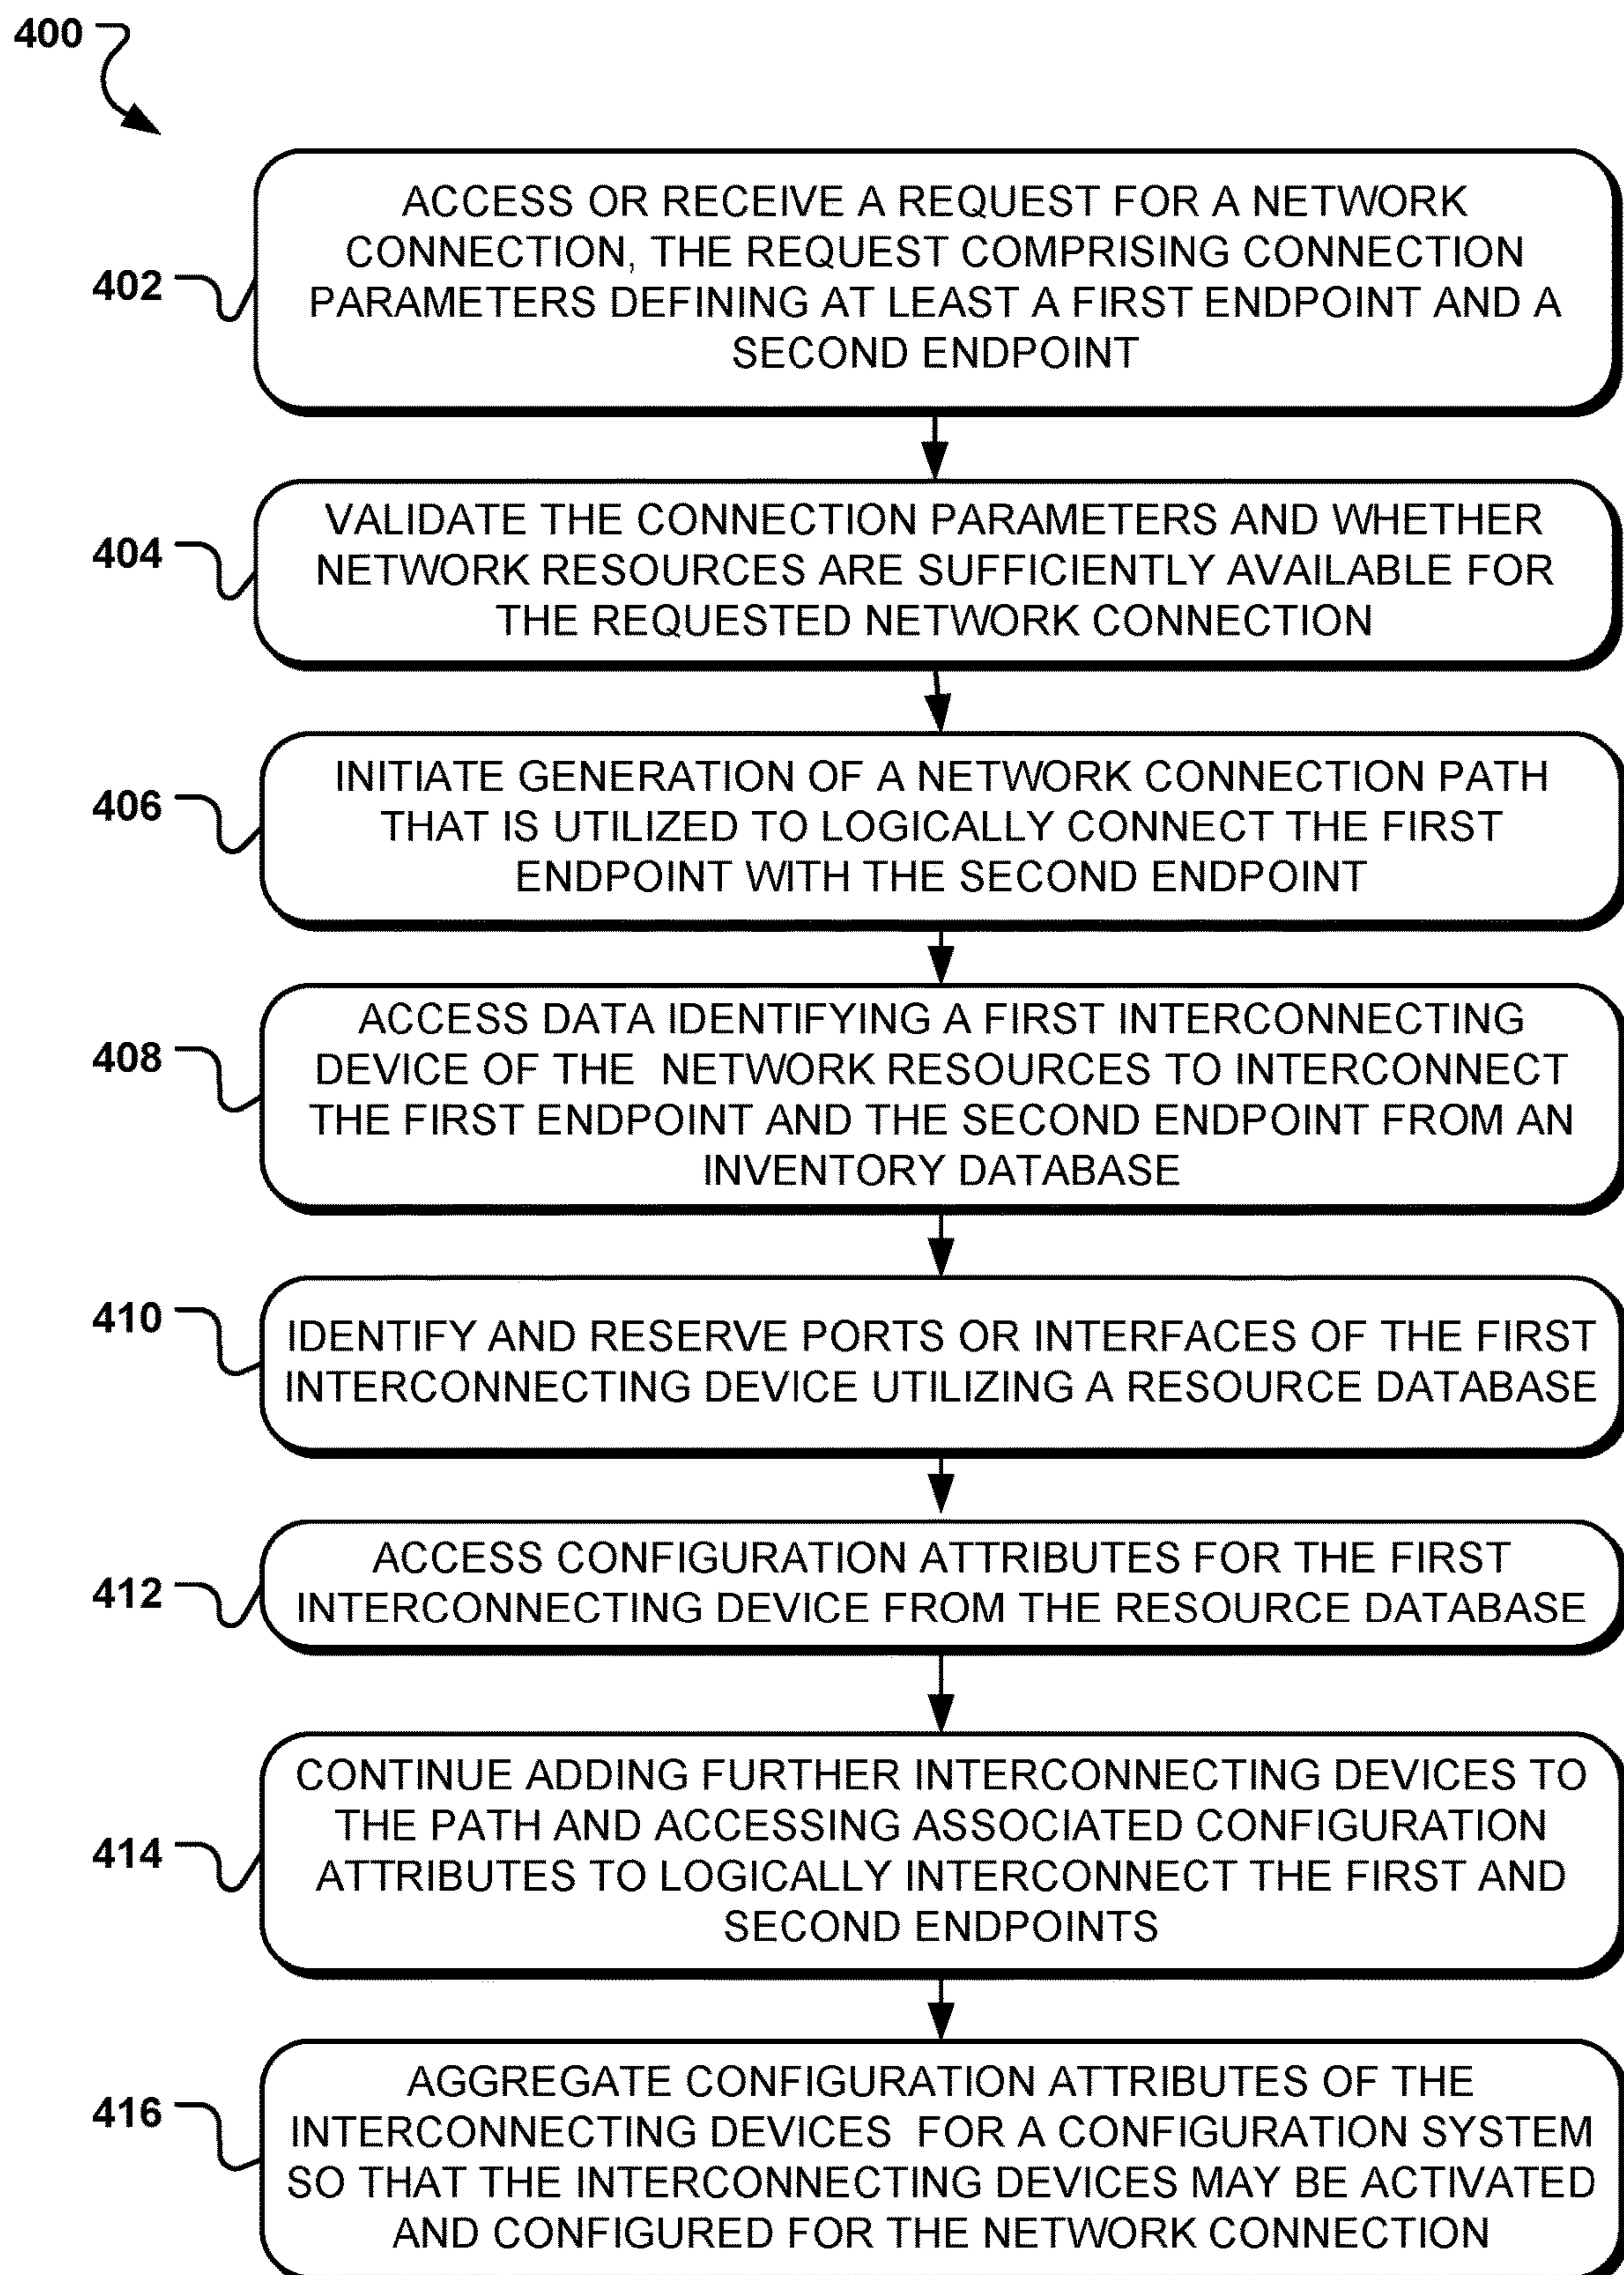 400
402
ACCESS OR RECEIVE A REQUEST FOR A NETWORK
CONNECTION, THE REQUEST COMPRISING CONNECTION
PARAMETERS DEFINING AT LEAST A FIRST ENDPOINT AND A
SECOND ENDPOINT
404
VALIDATE THE CONNECTION PARAMETERS AND WHETHER
NETWORK RESOURCES ARE SUFFICIENTLY AVAILABLE FOR
THE REQUESTED NETWORK CONNECTION
406
INITIATE GENERATION OF A NETWORK CONNECTION PATH
THAT IS UTILIZED TO LOGICALLY CONNECT THE FIRST
ENDPOINT WITH THE SECOND ENDPOINT
408
ACCESS DATA IDENTIFYING A FIRST INTERCONNECTING
DEVICE OF THE NETWORK RESOURCES TO INTERCONNECT
THE FIRST ENDPOINT AND THE SECOND ENDPOINT FROM AN
INVENTORY DATABASE
410
IDENTIFY AND RESERVE PORTS OR INTERFACES OF THE FIRST
INTERCONNECTING DEVICE UTILIZING A RESOURCE DATABASE
412
ACCESS CONFIGURATION ATTRIBUTES FOR THE FIRST
INTERCONNECTING DEVICE FROM THE RESOURCE DATABASE
414
CONTINUE ADDING FURTHER INTERCONNECTING DEVICES TO
THE PATH AND ACCESSING ASSOCIATED CONFIGURATION
ATTRIBUTES TO LOGICALLY INTERCONNECT THE FIRST AND
SECOND ENDPOINTS
416
AGGREGATE CONFIGURATION ATTRIBUTES OF THE
INTERCONNECTING DEVICES FOR A CONFIGURATION SYSTEM
SO THAT THE INTERCONNECTING DEVICES MAY BE ACTIVATED
AND CONFIGURED FOR THE NETWORK CONNECTION